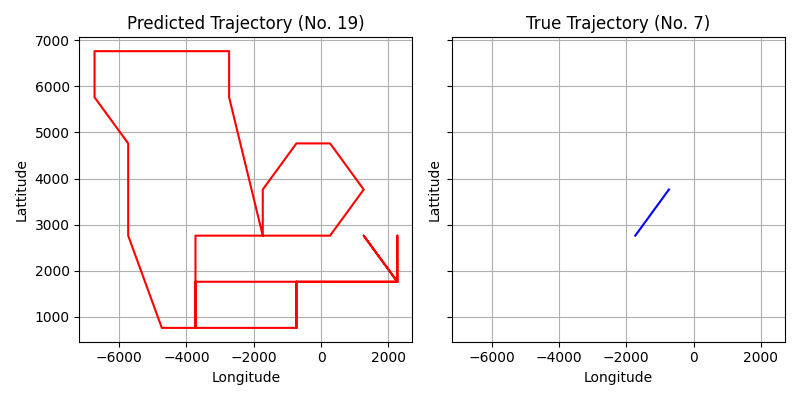 Predicted Trajectory (No. 19)
True Trajectory (No. 7)
7000
6000
5000
4000
3000
2000
1000
Lattitude
Lattitude
−6000 −4000 −2000 0 2000
−6000 −4000 −2000 0 2000
Longitude
Longitude